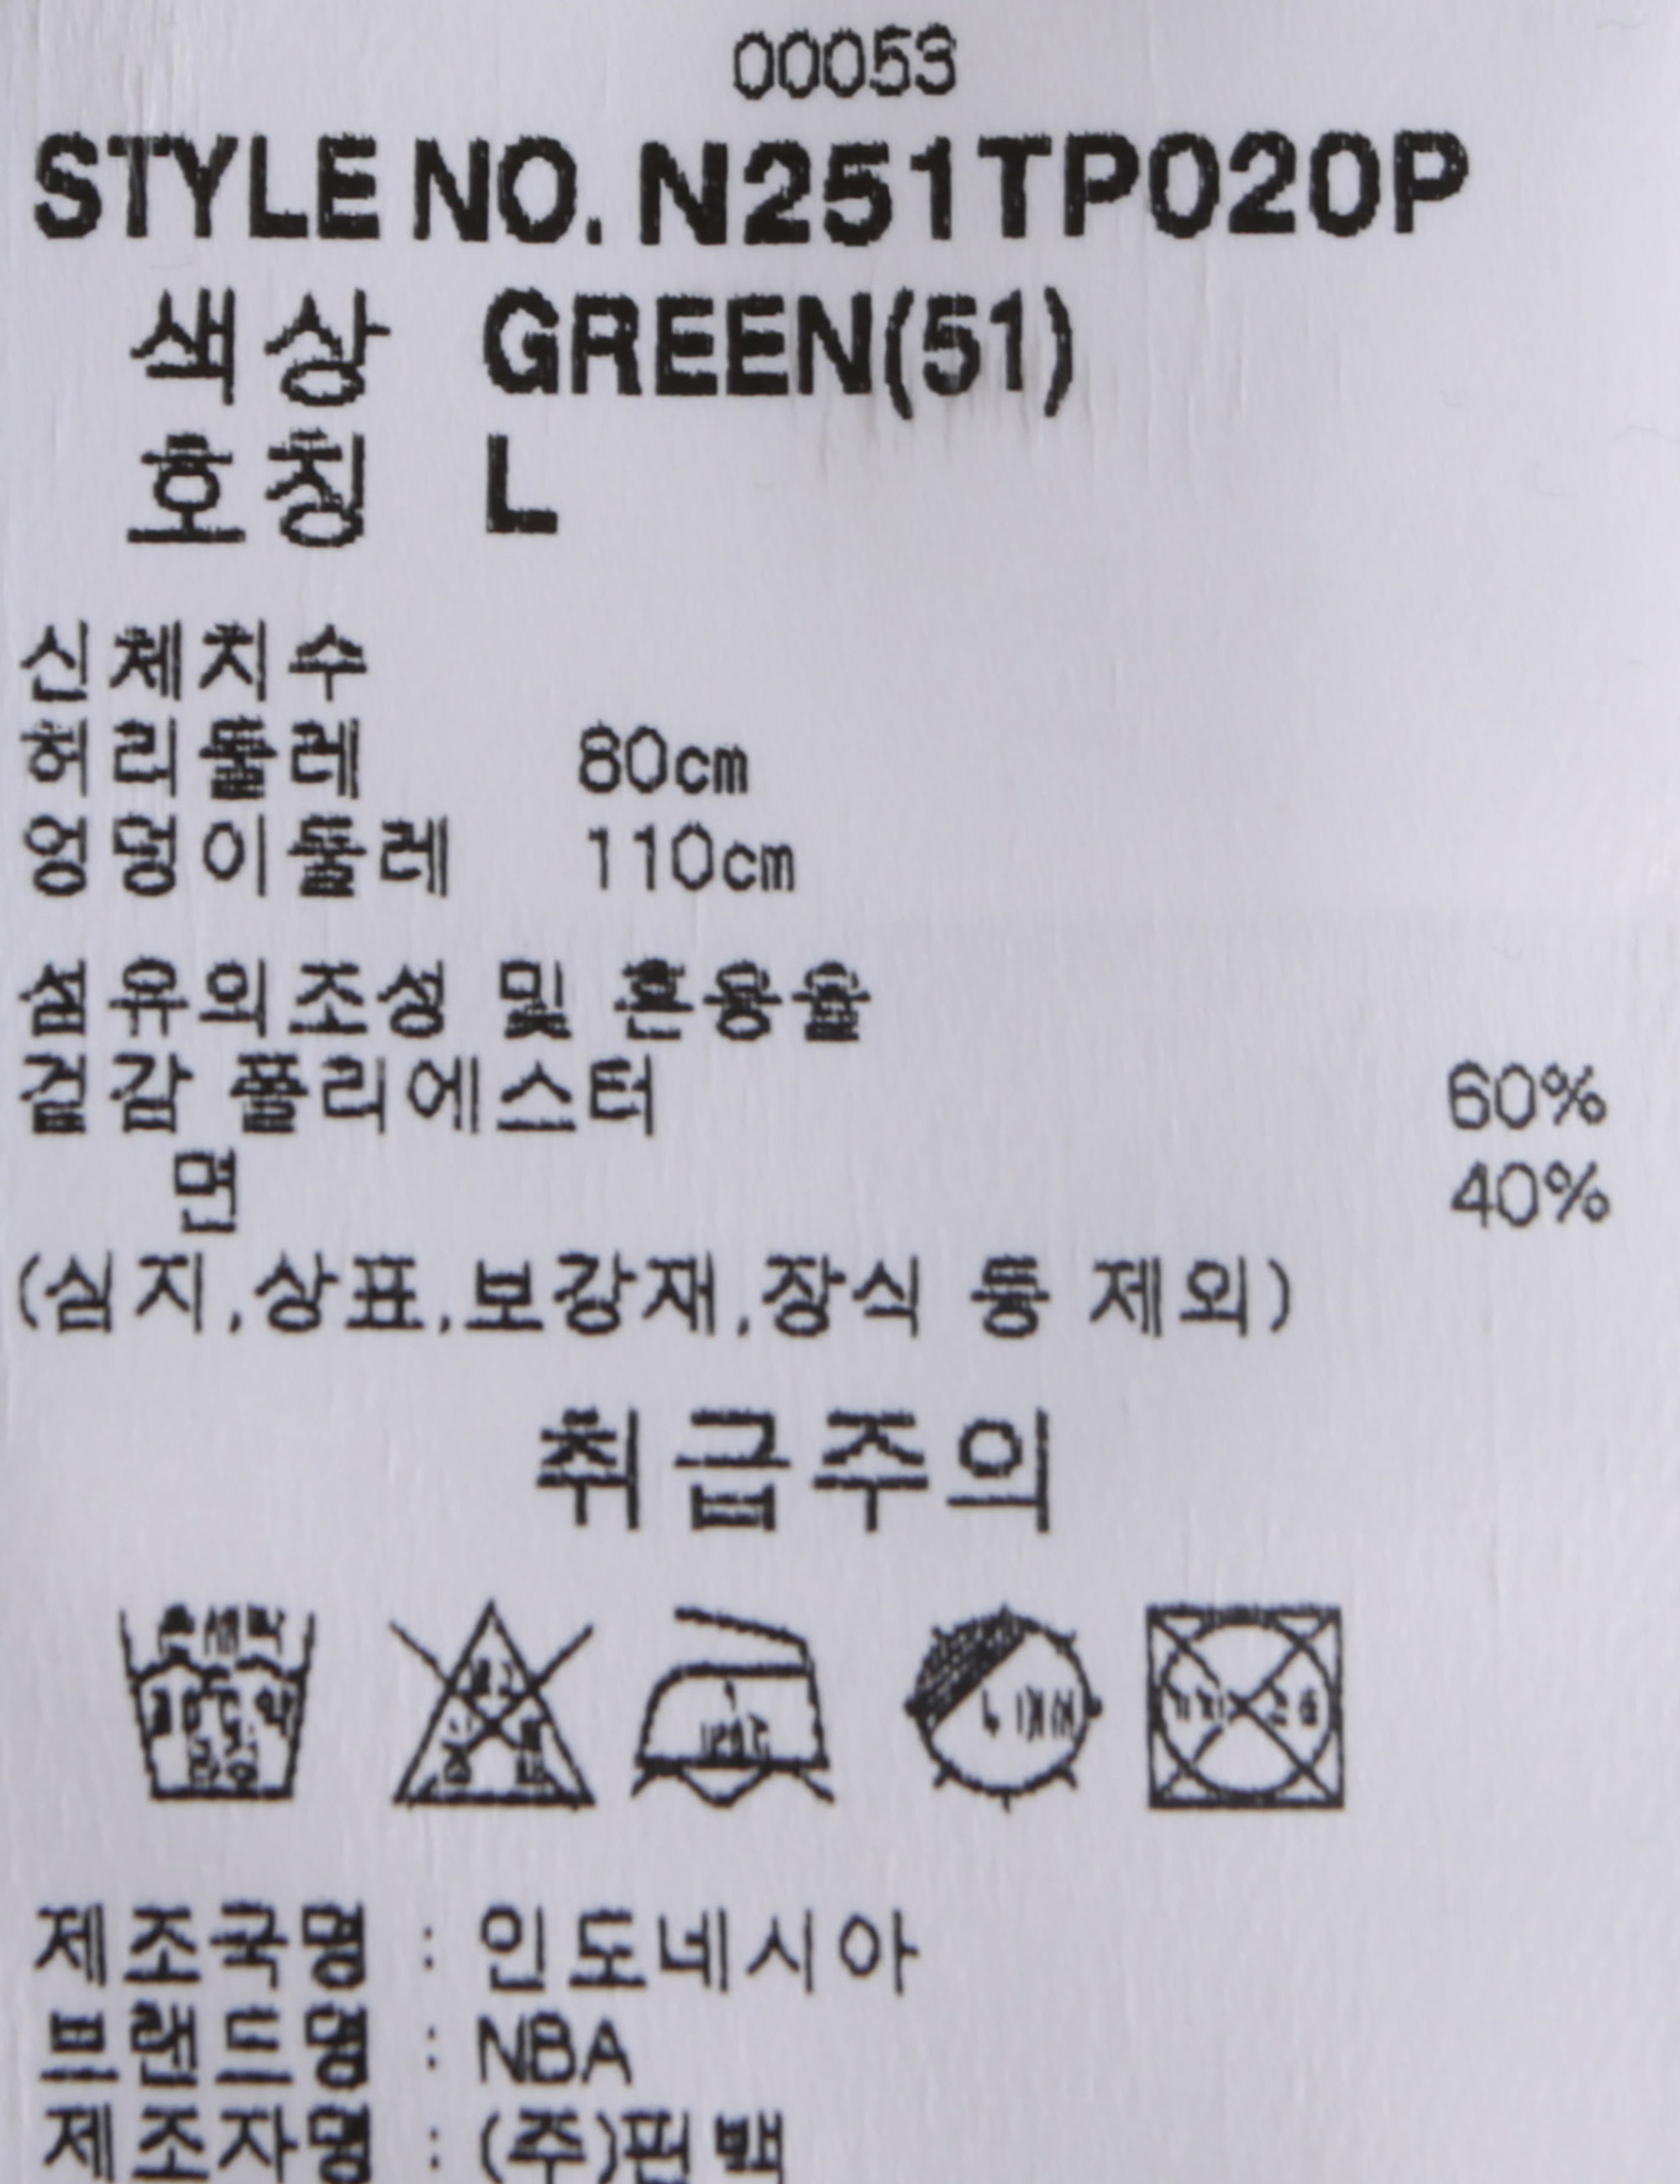 00053
STYLE NO. N251TP020P
색상 GREEN(51)
호칭 L
신체치수
허리둘레 80cm
엉덩이둘레 110cm
섬유의조성 및 혼용율
겉감 폴리에스터 60%
면 40%
(심지,상표,보강재,장식 등 제외)
취급주의
제조국명 : 인도네시아
브랜드명 : NBA
제조자명 : (주)펀백